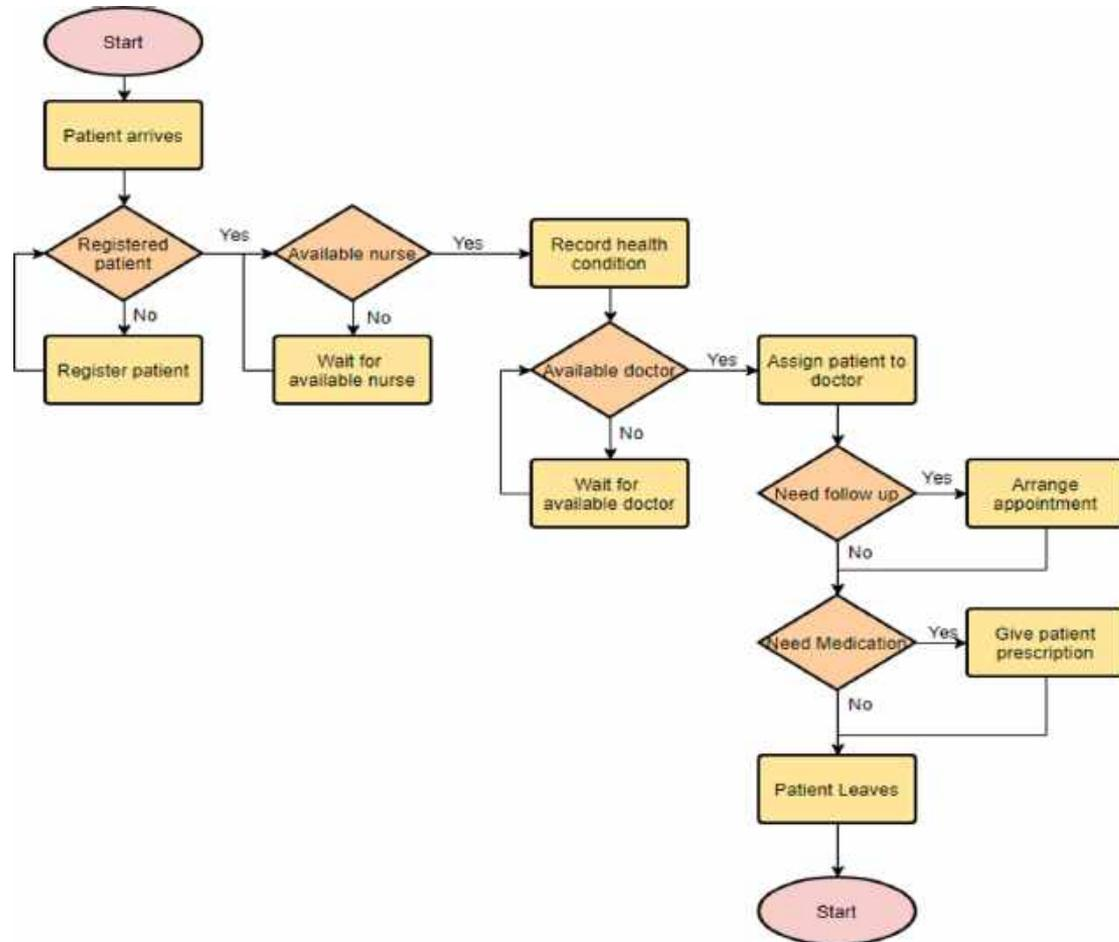 Start
Patient arrives
Registered
patient
Yes
No
Register patient
Available nurse
Yes
No
Wait for
available nurse
Record health
condition
Available doctor
Yes
No
Wait for
available doctor
Assign patient to
doctor
Need follow up
Yes
Arrange
appointment
No
Need Medication
Yes
Give patient
prescription
No
Patient Leaves
Start